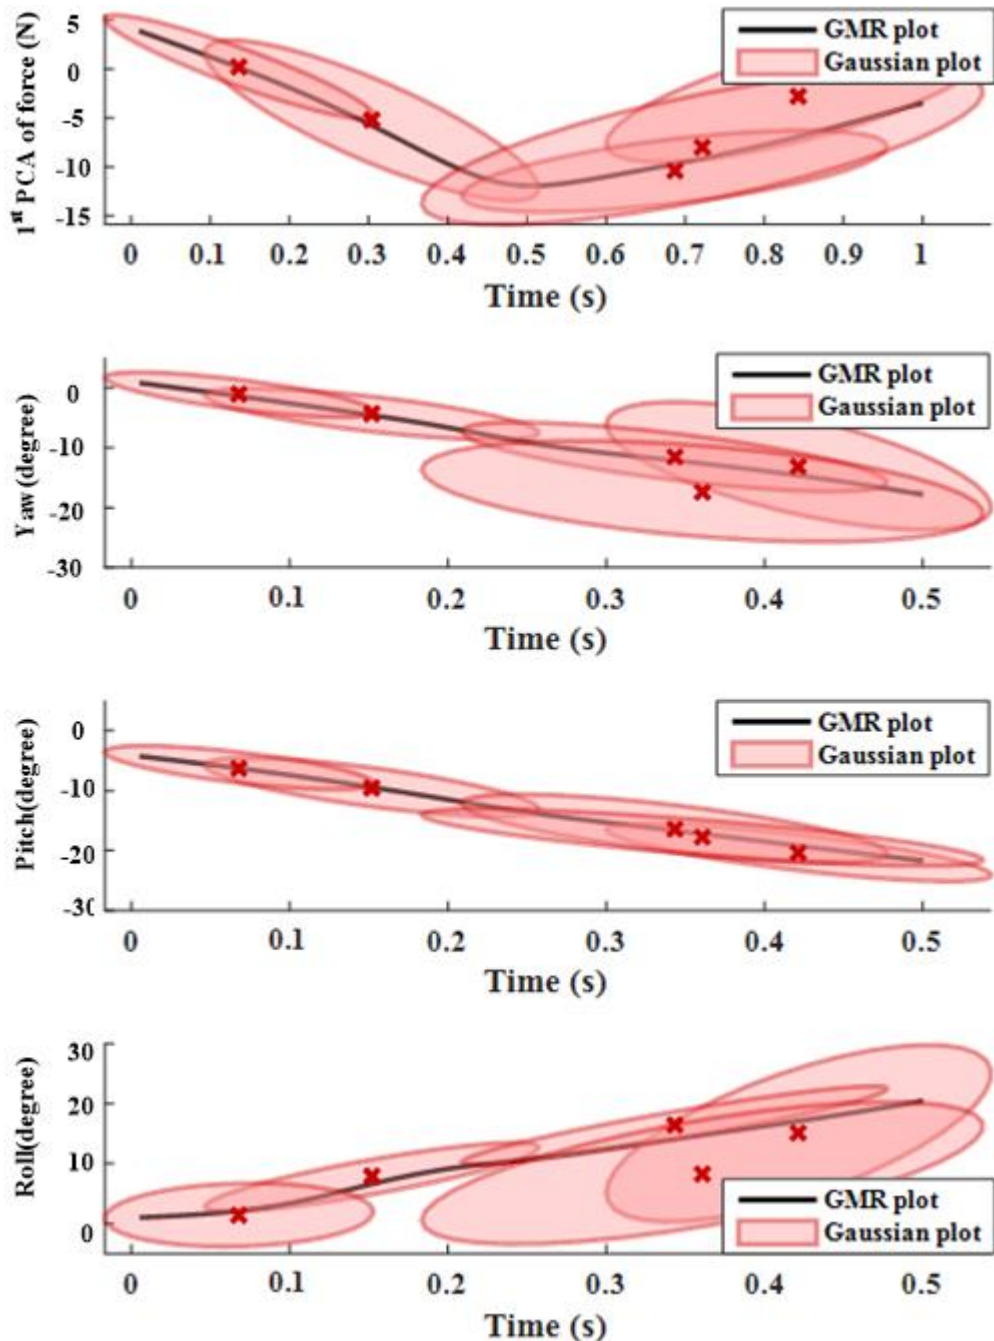 1st PCA of force (N)
5
0
-5
-10
-15
GMR plot
Gaussian plot
0 0.1 0.2 0.3 0.5 0.6 0.7 0.8 0.9 1
Time (s)
Yaw (degree)
0
-10
-20
-30
GMR plot
Gaussian plot
0 0.1 0.2 0.3 0.4 0.5
Time (s)
Pitch(degree)
0
-10
-20
-30
GMR plot
Gaussian plot
0 0.1 0.2 0.3 0.4 0.5
Time (s)
Roll(degree)
30
20
10
0
GMR plot
Gaussian plot
0 0.1 0.2 0.3 0.4 0.5
Time (s)